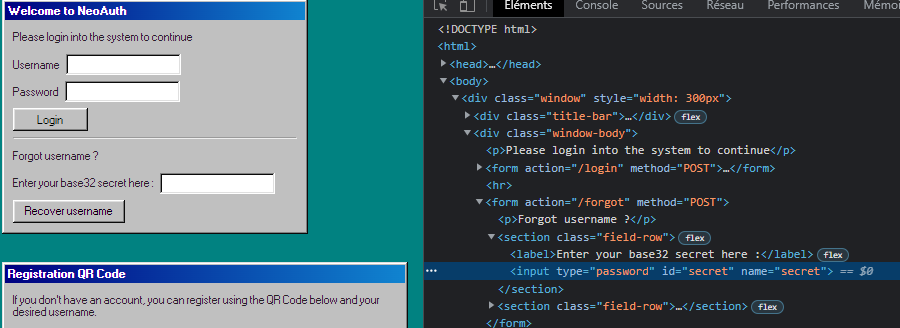 Welcome to NeoAuth
Please login into the system to continue
Username
Password
Login
Forgot username ?
Enter your base32 secret here :
Recover username
Registration QR Code
If you don't have an account, you can register using the QR Code below and your
desired username.
Éléments Console Sources Réseau Performances Mémoi
<!DOCTYPE html>
<html>
<head>…</head>
<body>
<div class="window" style="width: 300px">
<div class="title-bar">…</div> flex
<div class="window-body">
<p>Please login into the system to continue</p>
<form action="/login" method="POST">…</form>
<hr>
<form action="/forgot" method="POST">
<p>Forgot username ?</p>
<section class="field-row"> flex
<label>Enter your base32 secret here :</label> flex
… <input type="password" id="secret" name="secret"> == $0
</section>
<section class="field-row">…</section> flex
</form>